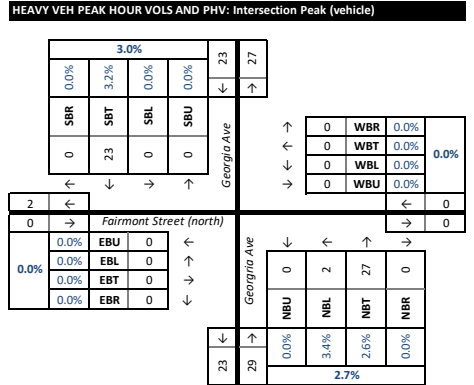 HEAVY VEH PEAK HOUR VOLS AND PHV: Intersection Peak (vehicle)
3.0%
0.0% 3.2% 0.0% 0.0%
SBR SBT SBL SBU
0 23 0 0
← ↓ → ↑
23 27
↓ ↑
Georgia Ave
↑ 0 WBR 0.0%
← 0 WBT 0.0%
↓ 0 WBL 0.0%
→ 0 WBU 0.0%
0.0%
2 ←
← 0
0 → Fairmont Street (north)
→ 0
0.0%
0.0% EBU 0 ←
0.0% EBL 0 ↑
0.0% EBT 0 →
0.0% EBR 0 ↓
Georgia Ave
↓ ← ↑ →
0 2 27 0
NBU NBL NBT NBR
0.0% 3.4% 2.6% 0.0%
2.7%
↓ ↑
23 29